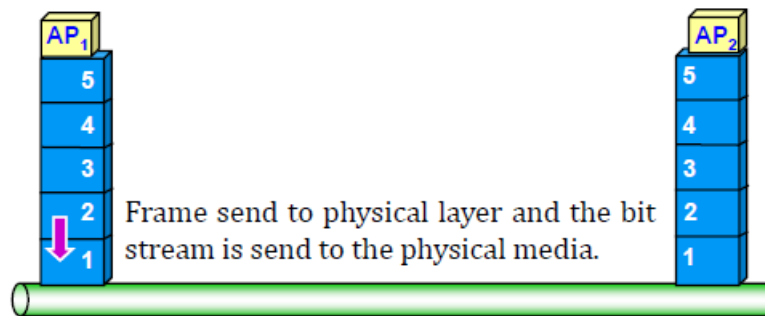 AP1 AP2
5 5
4 4
3 3
Frame send to physical layer and the bit
2 2
stream is send to the physical media.
1 1